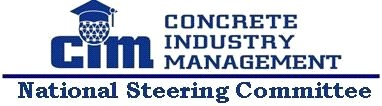 cim CONCRETE
INDUSTRY
MANAGEMENT
National Steering Committee